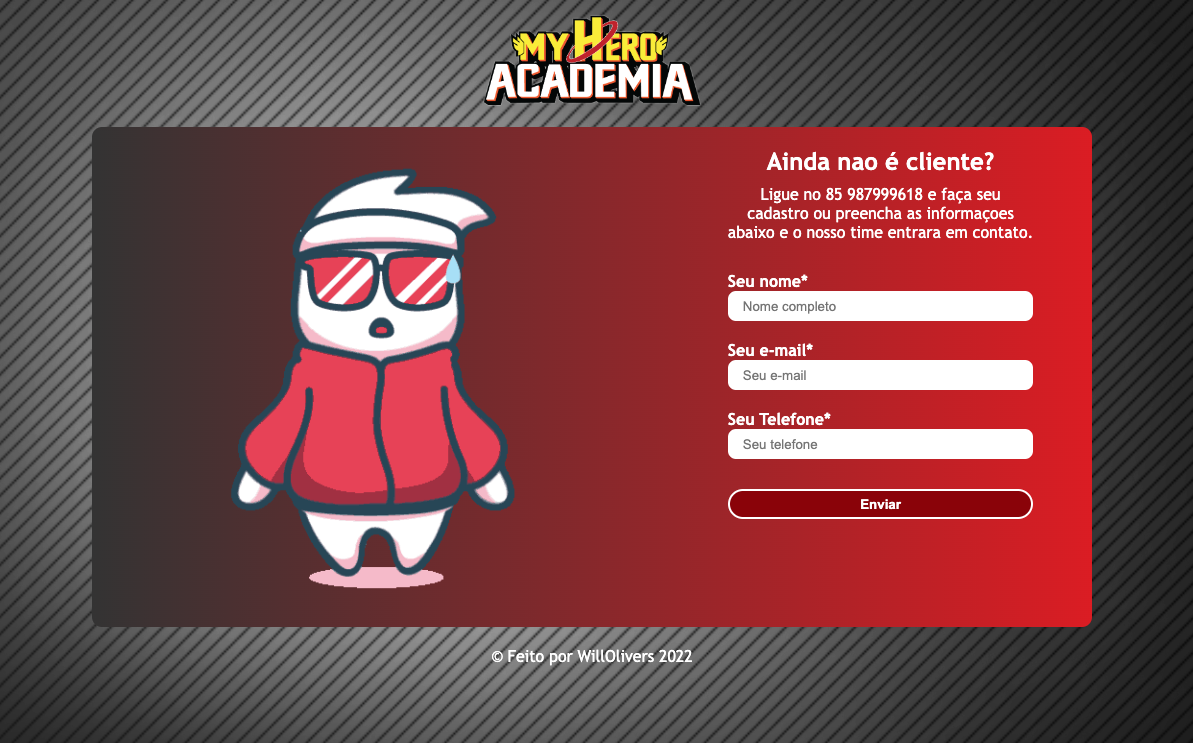 MY HERO
ACADEMIA
Ainda nao é cliente?
Ligue no 85 987999618 e faça seu
cadastro ou preencha as informaçoes
abaixo e o nosso time entrara em contato.
Seu nome*
Nome completo
Seu e-mail*
Seu e-mail
Seu Telefone*
Seu telefone
Enviar
© Feito por WillOlivers 2022